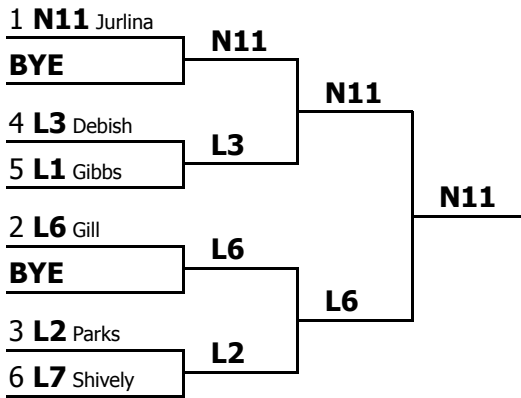 1 N11 Jurlina
BYE
N11
4 L3 Debish
5 L1 Gibbs
L3
N11
2 L6 Gill
BYE
L6
3 L2 Parks
6 L7 Shively
L2
L6
N11